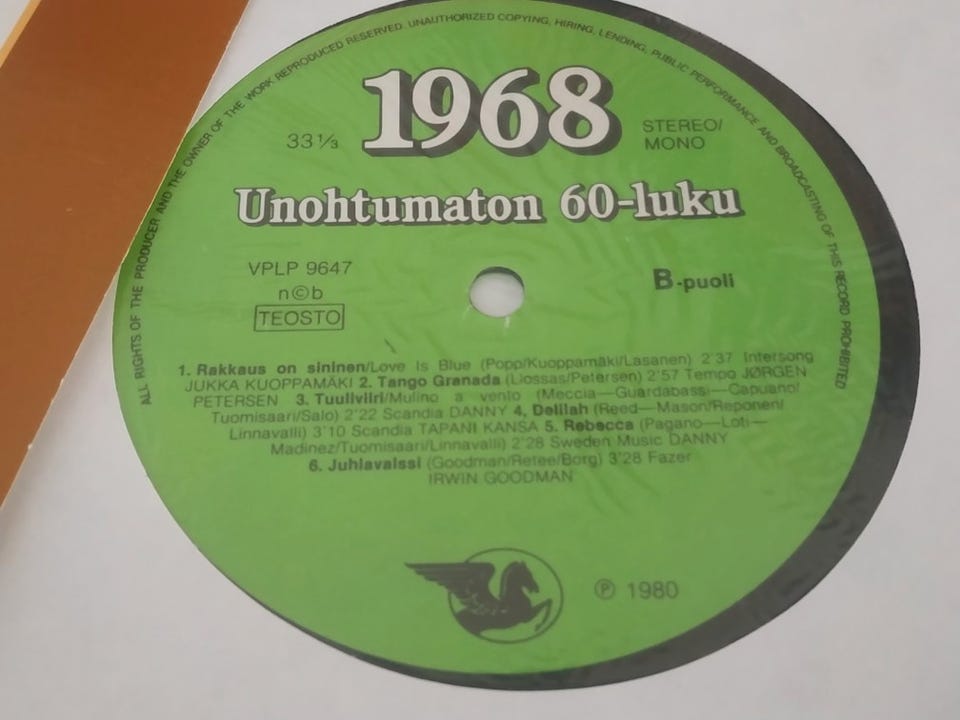 ALL RIGHTS OF THE PRODUCER AND THE OWNER OF THE WORK REPRODUCED RESERVED. UNAUTHORIZED COPYING, HIRING, LENDING, PUBLIC PERFORMANCE AND BROADCASTING OF THIS RECORD PROHIBITED
1968
33 1/3
STEREO/
MONO
Unohtumaton 60-luku
VPLP 9647
n©b
TEOSTO
B-puoli
1. Rakkaus on sininen/Love Is Blue (Popp/Kuoppamäki/Lasanen) 2'37 Intersong
JUKKA KUOPPAMÄKI 2. Tango Granada (Liossas/Petersen) 2'57 Tempo JØRGEN
PETERSEN 3. Tuuliviiri/Mulino a vento (Meccia—Guardabassi—Capuano/
Tuomisaari/Salo) 2'22 Scandia DANNY 4. Delilah (Reed—Mason/Reponen/
Linnavalli) 3'10 Scandia TAPANI KANSA 5. Rebecca (Pagano—Loti—
Madinez/Tuomisaari/Linnavalli) 2'28 Sweden Music DANNY
6. Juhlavalssi (Goodman/Retee/Borg) 3'28 Fazer
IRWIN GOODMAN
℗ 1980